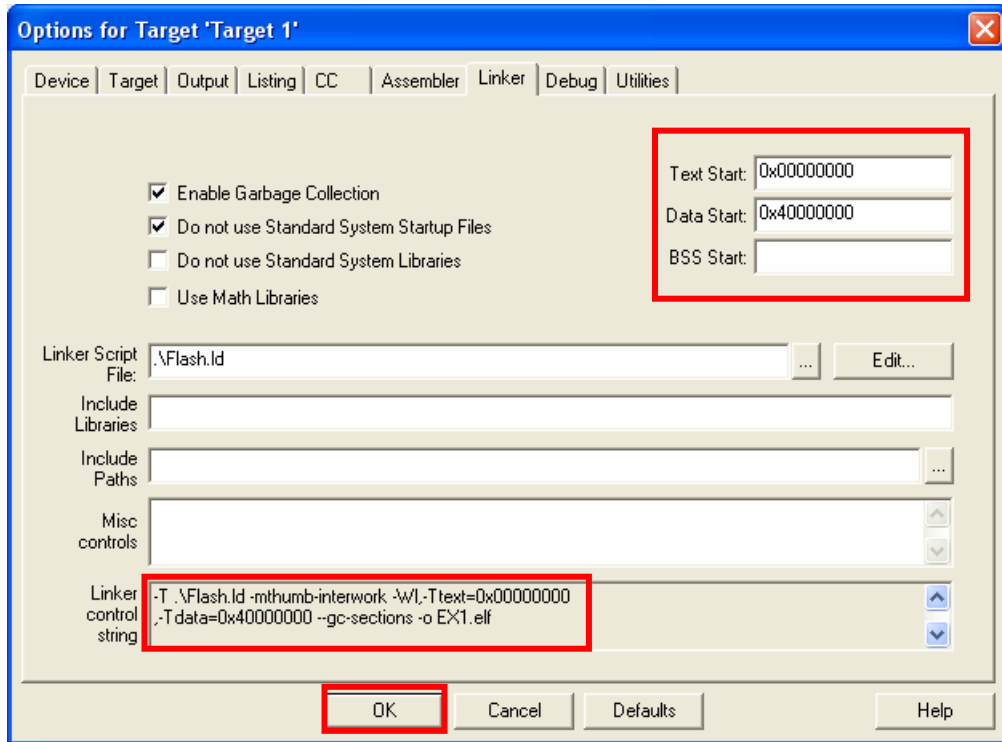 Options for Target 'Target 1'
Device Target Output Listing CC Assembler Linker Debug Utilities
Text Start: 0x00000000
Enable Garbage Collection
Data Start: 0x40000000
Do not use Standard System Startup Files
BSS Start:
Do not use Standard System Libraries
Use Math Libraries
Linker Script
File:
.\Flash.ld
...
Edit...
Include
Libraries
Include
Paths
...
Misc
controls
Linker
control
string
-T .\Flash.ld -mthumb-interwork -Wl,-Ttext=0x00000000
,-Tdata=0x40000000 --gc-sections -o EX1.elf
OK Cancel Defaults Help